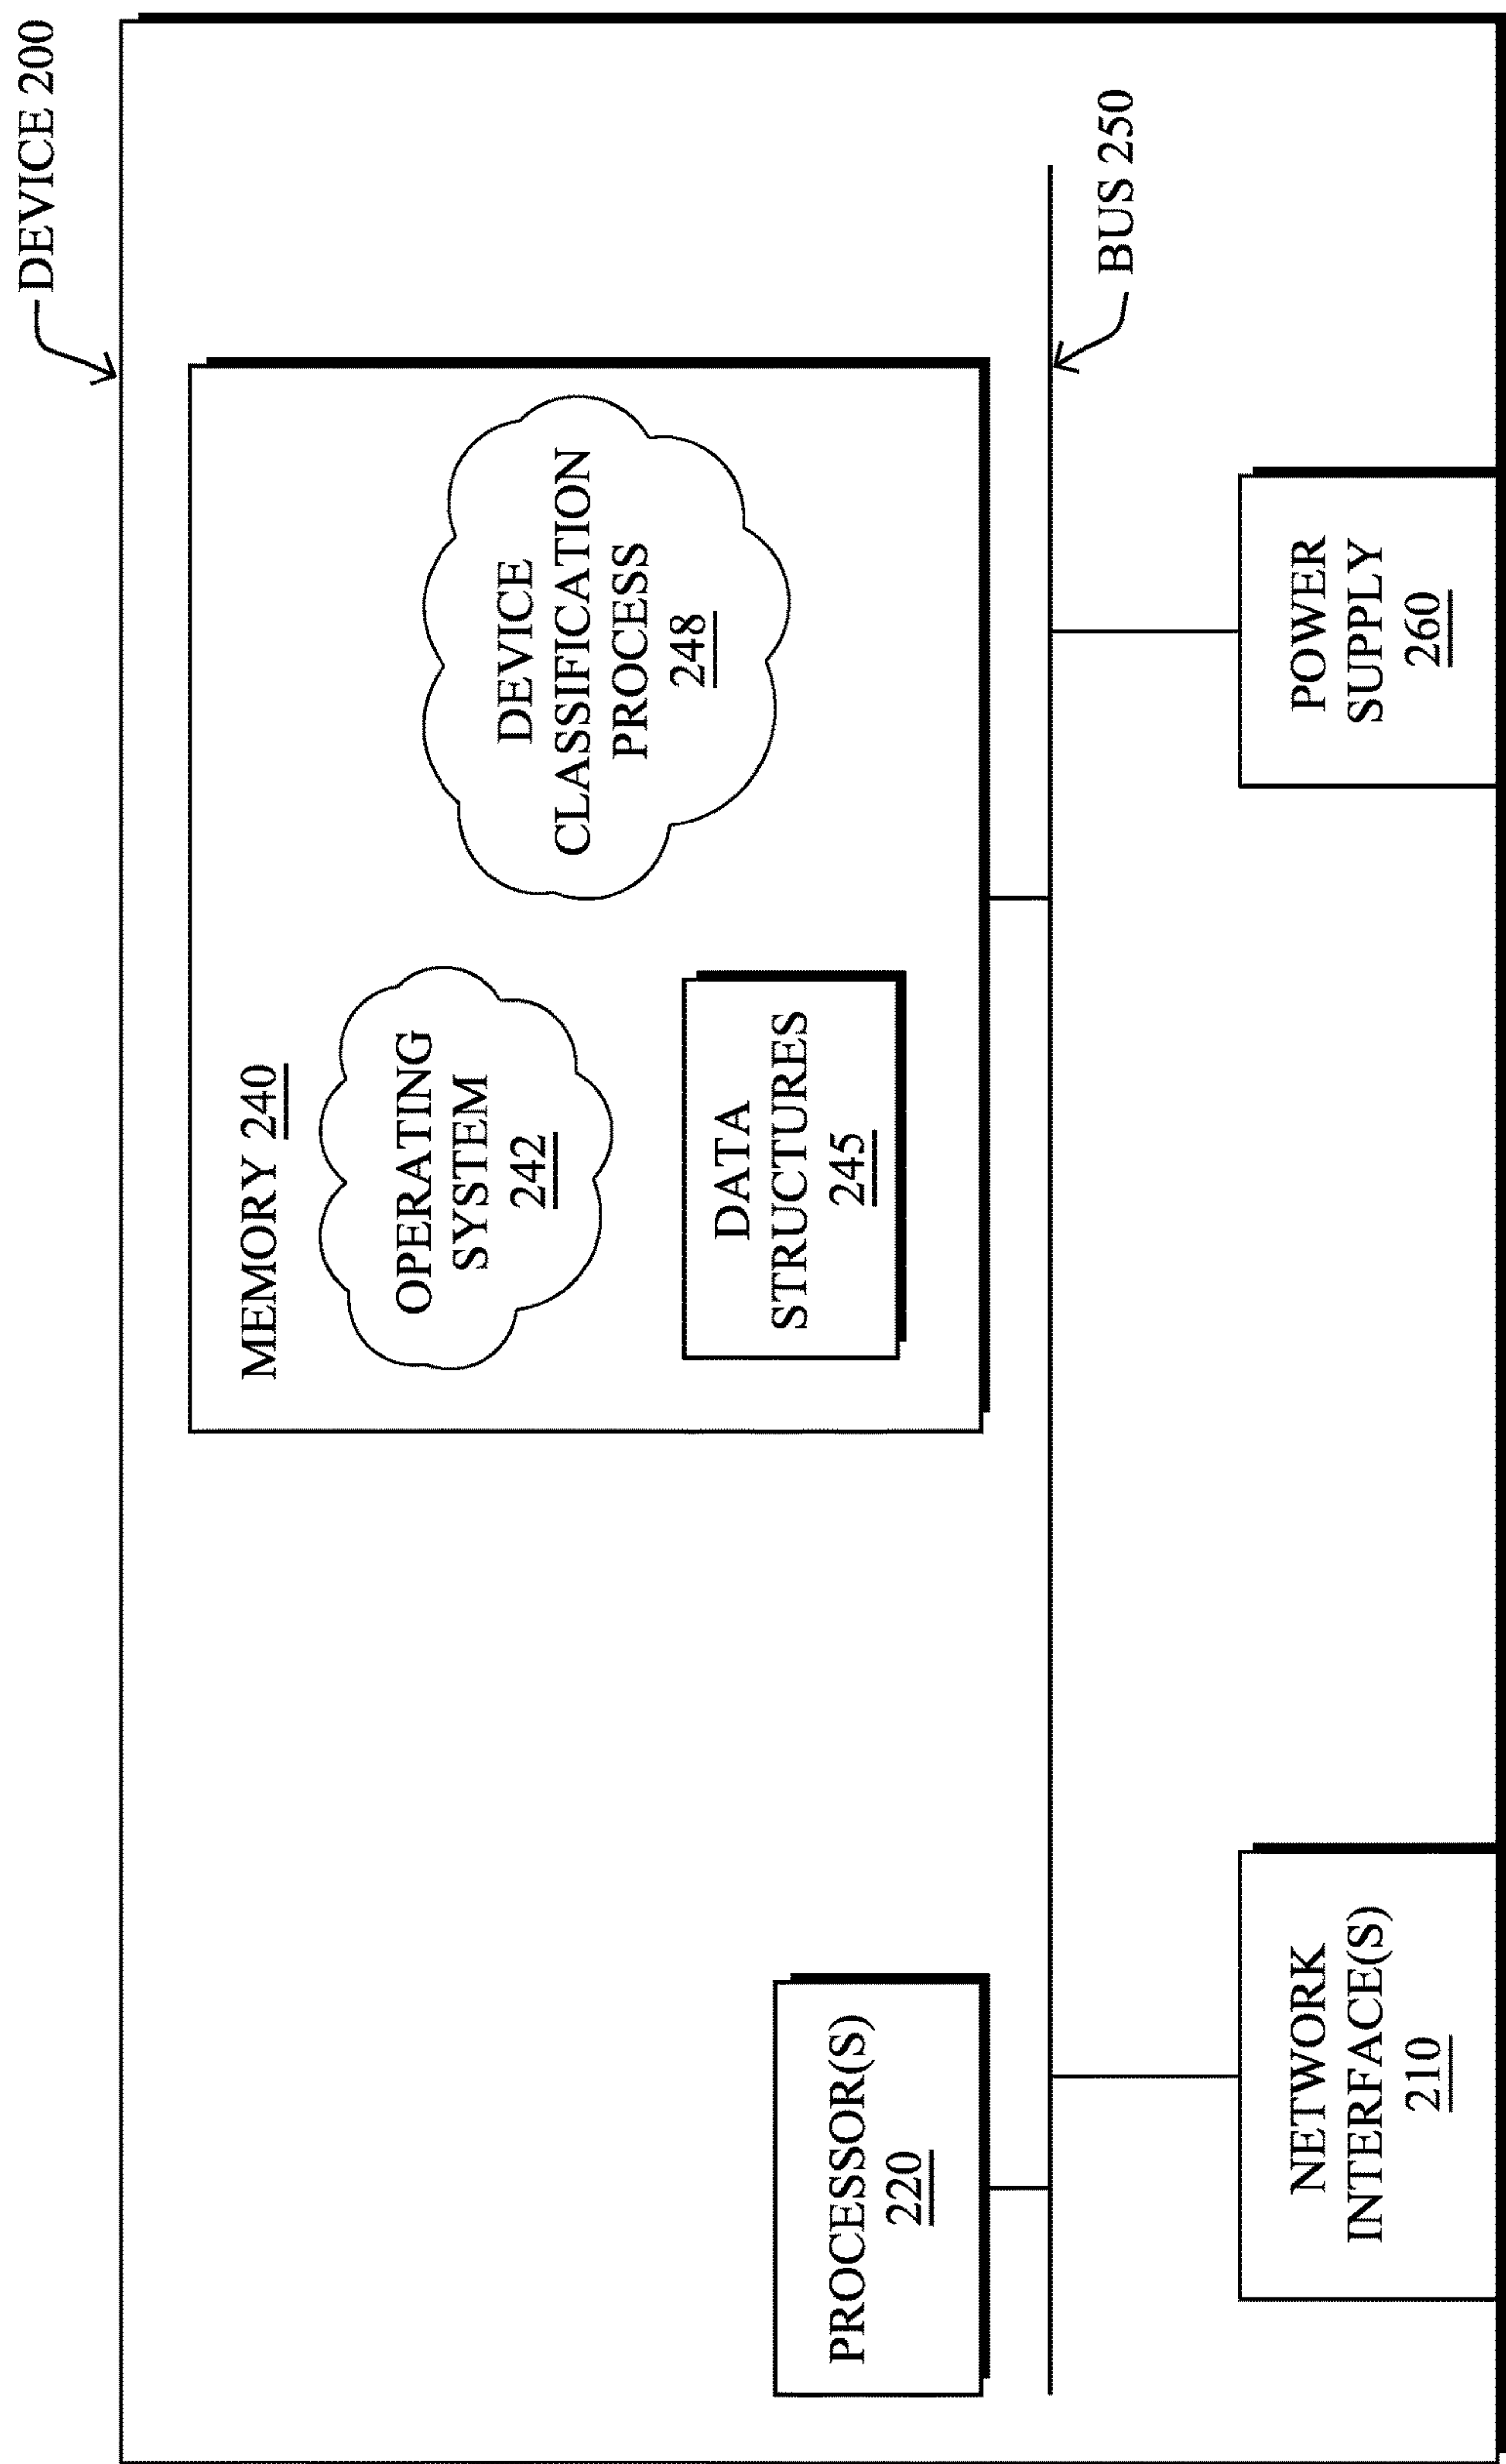 DEVICE 200
MEMORY 240
OPERATING
SYSTEM
242
DATA
STRUCTURES
245
DEVICE
CLASSIFICATION
PROCESS
248
PROCESSOR(S)
220
BUS 250
NETWORK
INTERFACE(S)
210
POWER
SUPPLY
260